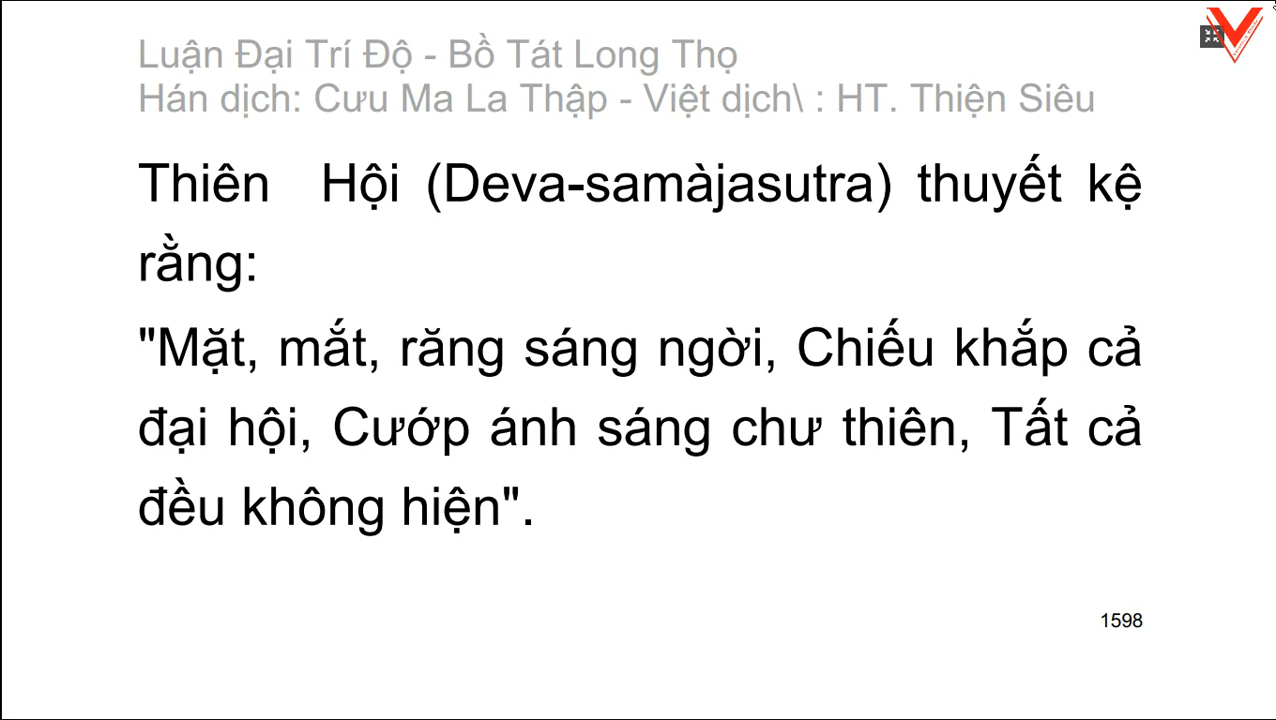 Luận Đại Trí Độ - Bồ Tát Long Thọ
Hán dịch: Cưu Ma La Thập - Việt dịch\ : HT. Thiện Siêu
Thiên Hội (Deva-samàjasutra) thuyết kệ
rằng:
"Mặt, mắt, răng sáng ngời, Chiếu khắp cả
đại hội, Cướp ánh sáng chư thiên, Tất cả
đều không hiện".
1598